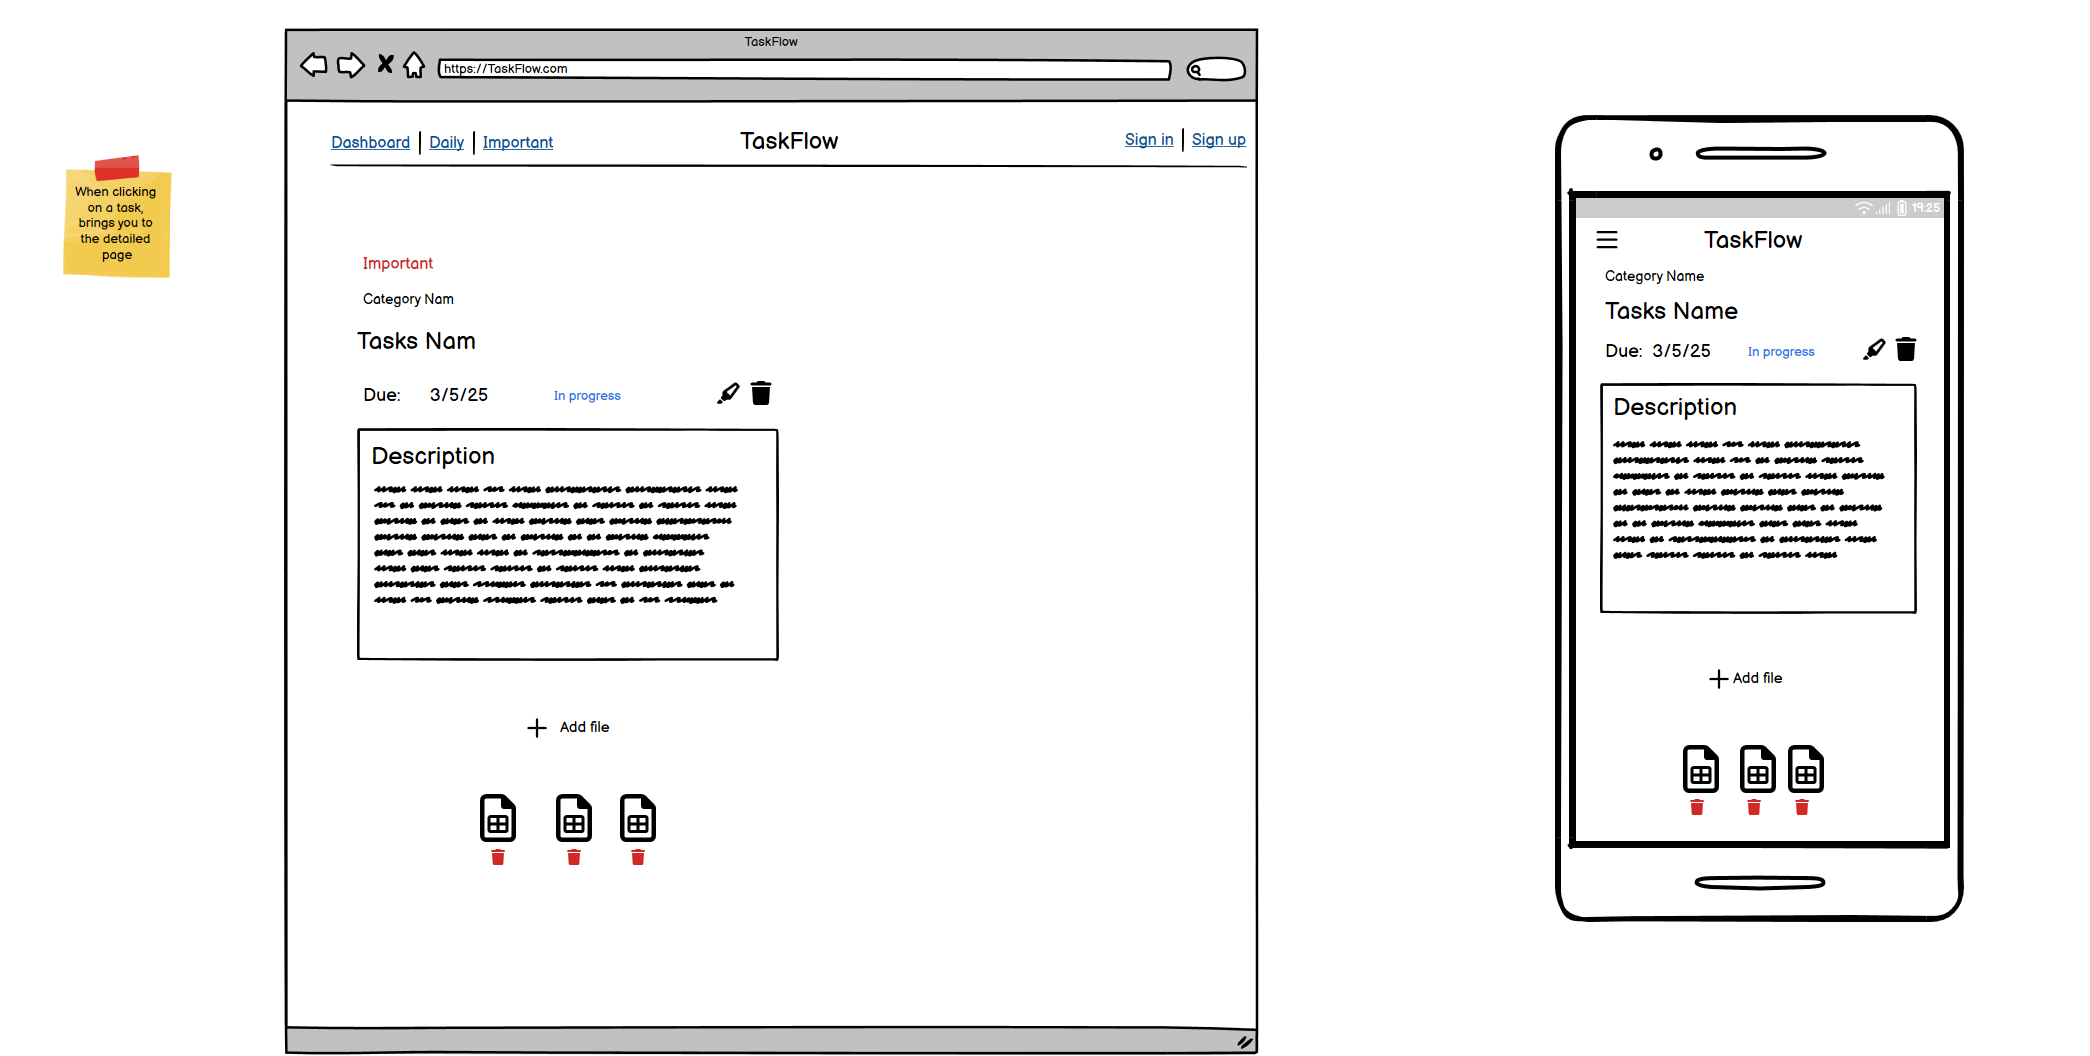 When clicking
on a task,
brings you to
the detailed
page
TaskFlow
https://TaskFlow.com
Dashboard Daily Important
TaskFlow
Sign in Sign up
Important
Category Nam
Tasks Nam
Due: 3/5/25 In progress
Description
Add file
19:25
TaskFlow
Category Name
Tasks Name
Due: 3/5/25 In progress
Description
Add file